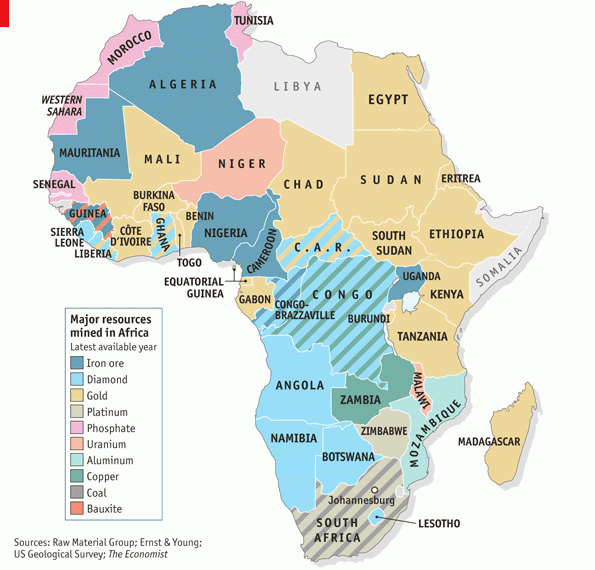 TUNISIA
MOROCCO
ALGERIA
LIBYA
EGYPT
WESTERN
SAHARA
MAURITANIA
MALI
NIGER
CHAD
SUDAN
ERITREA
SENEGAL
BURKINA
FASO
GUINEA
BENIN
NIGERIA
SIERRA
LEONE
LIBERIA
CÔTE
D'IVOIRE
GHANA
TOGO
CAMEROON
C.A.R.
SOUTH
SUDAN
ETHIOPIA
SOMALIA
EQUATORIAL
GUINEA
GABON
CONGO-
BRAZZAVILLE
CONGO
BURUNDI
UGANDA
KENYA
TANZANIA
ANGOLA
ZAMBIA
MALAWI
MOZAMBIQUE
ZIMBABWE
NAMIBIA
BOTSWANA
MADAGASCAR
Johannesburg
SOUTH
AFRICA
LESOTHO
Major resources
mined in Africa
Latest available year
Iron ore
Diamond
Gold
Platinum
Phosphate
Uranium
Aluminum
Copper
Coal
Bauxite
Sources: Raw Material Group; Ernst & Young;
US Geological Survey; The Economist